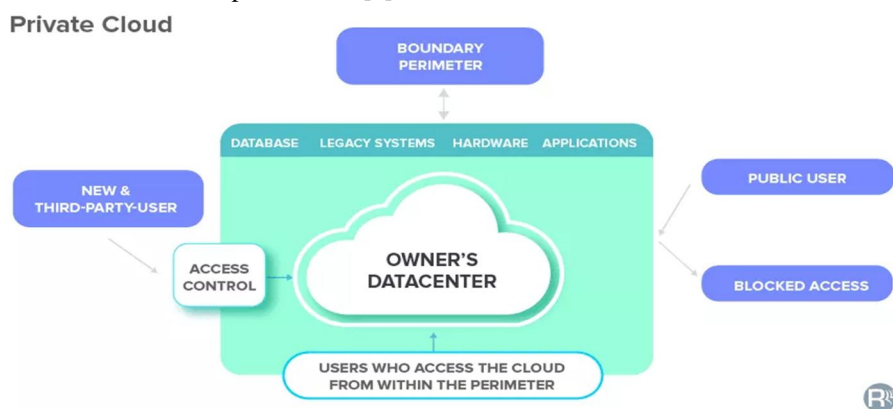 Private Cloud
BOUNDARY
PERIMETER
DATABASE LEGACY SYSTEMS HARDWARE APPLICATIONS
NEW &
THIRD-PARTY-USER
PUBLIC USER
ACCESS
CONTROL
OWNER'S
DATACENTER
BLOCKED ACCESS
USERS WHO ACCESS THE CLOUD
FROM WITHIN THE PERIMETER
R